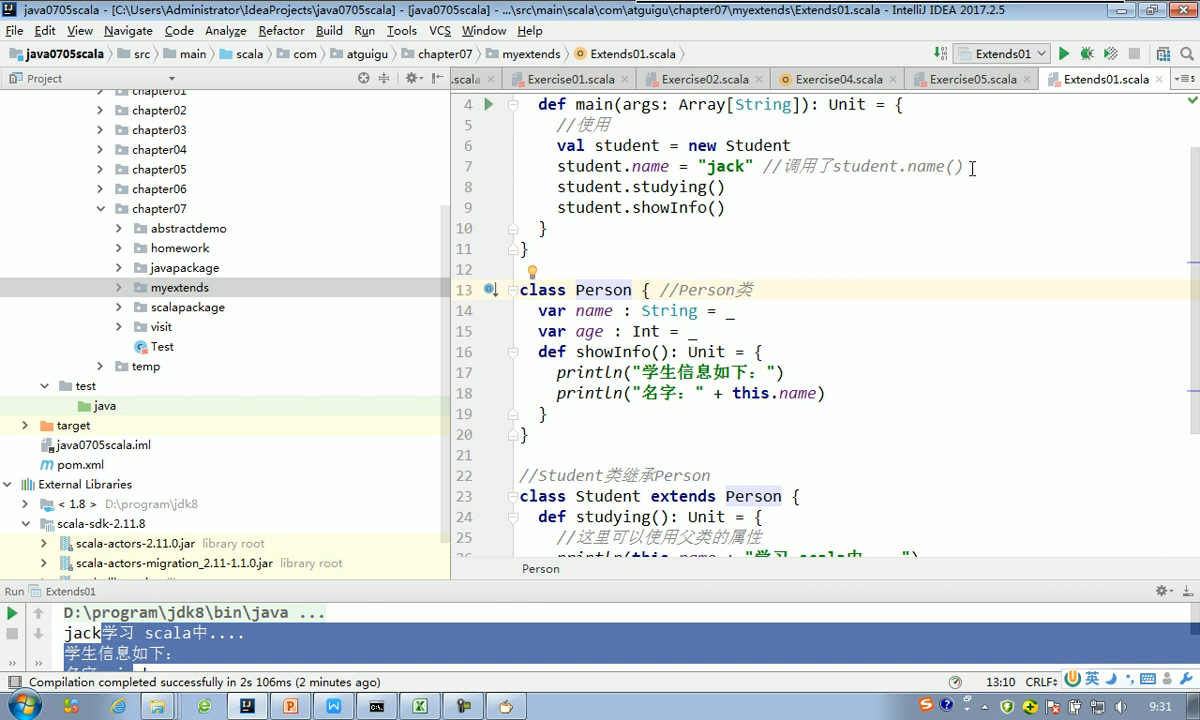 java0705scala - [C:\Users\Administrator\IdeaProjects\java0705scala] - [java0705scala] - ...\src\main\scala\com\atguigu\chapter07\myextends\Extends01.scala - IntelliJ IDEA 2017.2.5
File Edit View Navigate Code Analyze Refactor Build Run Tools VCS Window Help
java0705scala src main scala com atguigu chapter07 myextends Extends01.scala Extends01
Project .scala Exercise01.scala Exercise02.scala Exercise04.scala Exercise05.scala Extends01.scala
chapter01
chapter02
chapter03
chapter04
chapter05
chapter06
chapter07
abstractdemo
homework
javapackage
myextends
scalapackage
visit
Test
temp
test
java
target
java0705scala.iml
pom.xml
External Libraries
< 1.8 > D:\program\jdk8
scala-sdk-2.11.8
scala-actors-2.11.0.jar library root
scala-actors-migration_2.11-1.1.0.jar library root
4 def main(args: Array[String]): Unit = {
5 //使用
6 val student = new Student
7 student.name = "jack" //调用了student.name()
8 student.studying()
9 student.showInfo()
10 }
11 }
12
13 class Person { //Person类
14 var name : String = _
15 var age : Int = _
16 def showInfo(): Unit = {
17 println("学生信息如下：")
18 println("名字：" + this.name)
19 }
20 }
21
22 //Student类继承Person
23 class Student extends Person {
24 def studying(): Unit = {
25 //这里可以使用父类的属性
26 println(this.name + "学习 scala中....")
Person
Run Extends01
D:\program\jdk8\bin\java ...
jack学习 scala中....
学生信息如下：
Compilation completed successfully in 2s 106ms (2 minutes ago) 13:10 CRLF
英
9:31